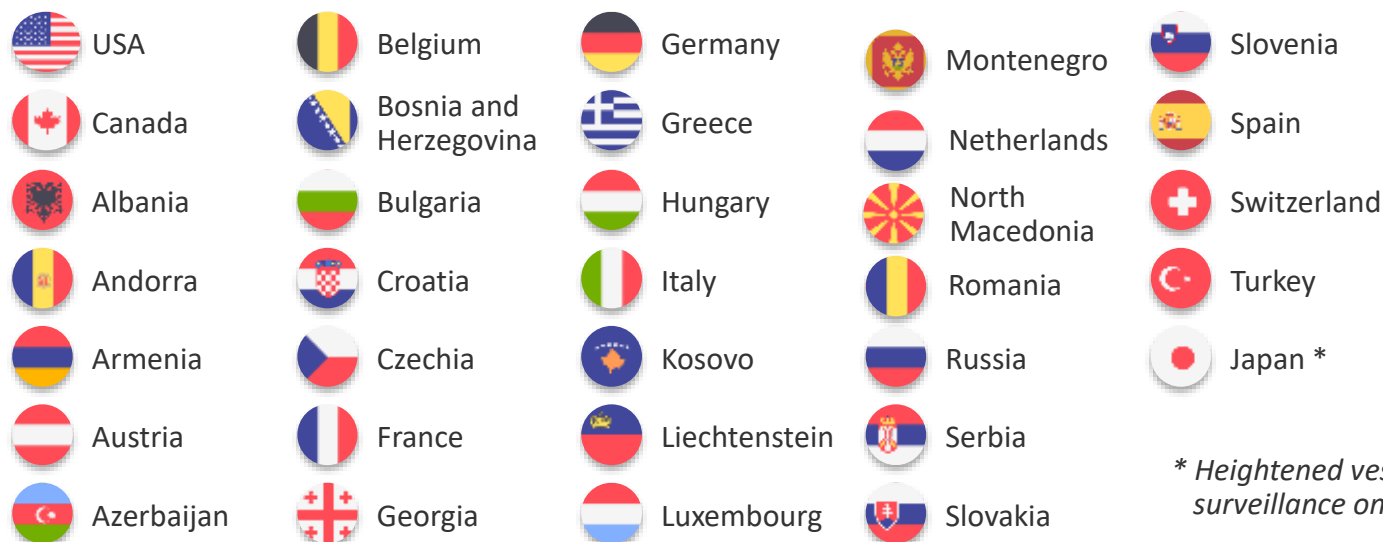 USA
Canada
Albania
Andorra
Armenia
Austria
Azerbaijan
Belgium
Bosnia and
Herzegovina
Bulgaria
Croatia
Czechia
France
Georgia
Germany
Greece
Hungary
Italy
Kosovo
Liechtenstein
Luxembourg
Montenegro
Netherlands
North
Macedonia
Romania
Russia
Serbia
Slovakia
Slovenia
Spain
Switzerland
Turkey
Japan *
* Heightened
surveillance